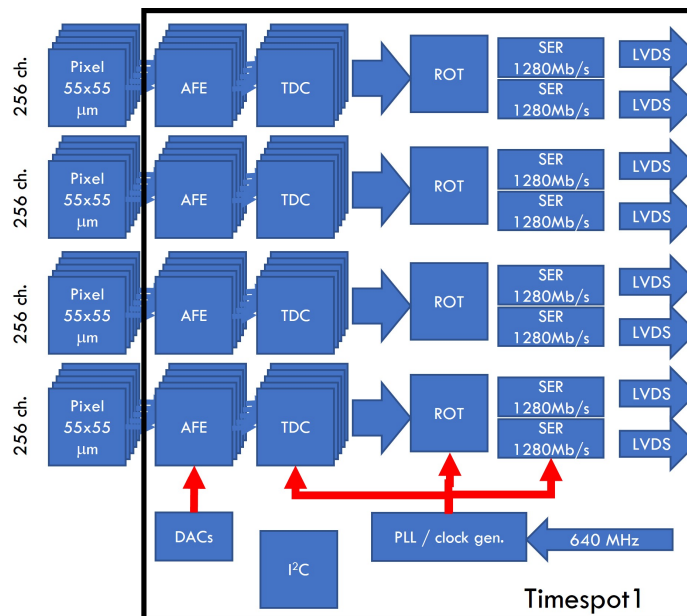 256 ch.
Pixel
55x55
μm
AFE
TDC
ROT
SER
1280Mb/s
SER
1280Mb/s
LVDS
LVDS
256 ch.
Pixel
55x55
μm
AFE
TDC
ROT
SER
1280Mb/s
SER
1280Mb/s
LVDS
LVDS
256 ch.
Pixel
55x55
μm
AFE
TDC
ROT
SER
1280Mb/s
SER
1280Mb/s
LVDS
LVDS
256 ch.
Pixel
55x55
μm
AFE
TDC
ROT
SER
1280Mb/s
SER
1280Mb/s
LVDS
LVDS
DACs
I²C
PLL / clock gen.
640 MHz
Timespot1